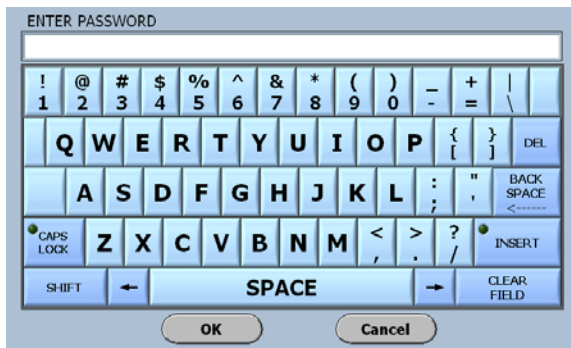 ENTER PASSWORD
! @ # $ % ^ & * ( ) _ + |
1 2 3 4 5 6 7 8 9 0 - = \
Q W E R T Y U I O P { [ } ] DEL
A S D F G H J K L : ; " ' BACK SPACE <------
CAPS LOCK Z X C V B N M < , > . ? / INSERT
SHIFT ← SPACE → CLEAR FIELD
OK Cancel